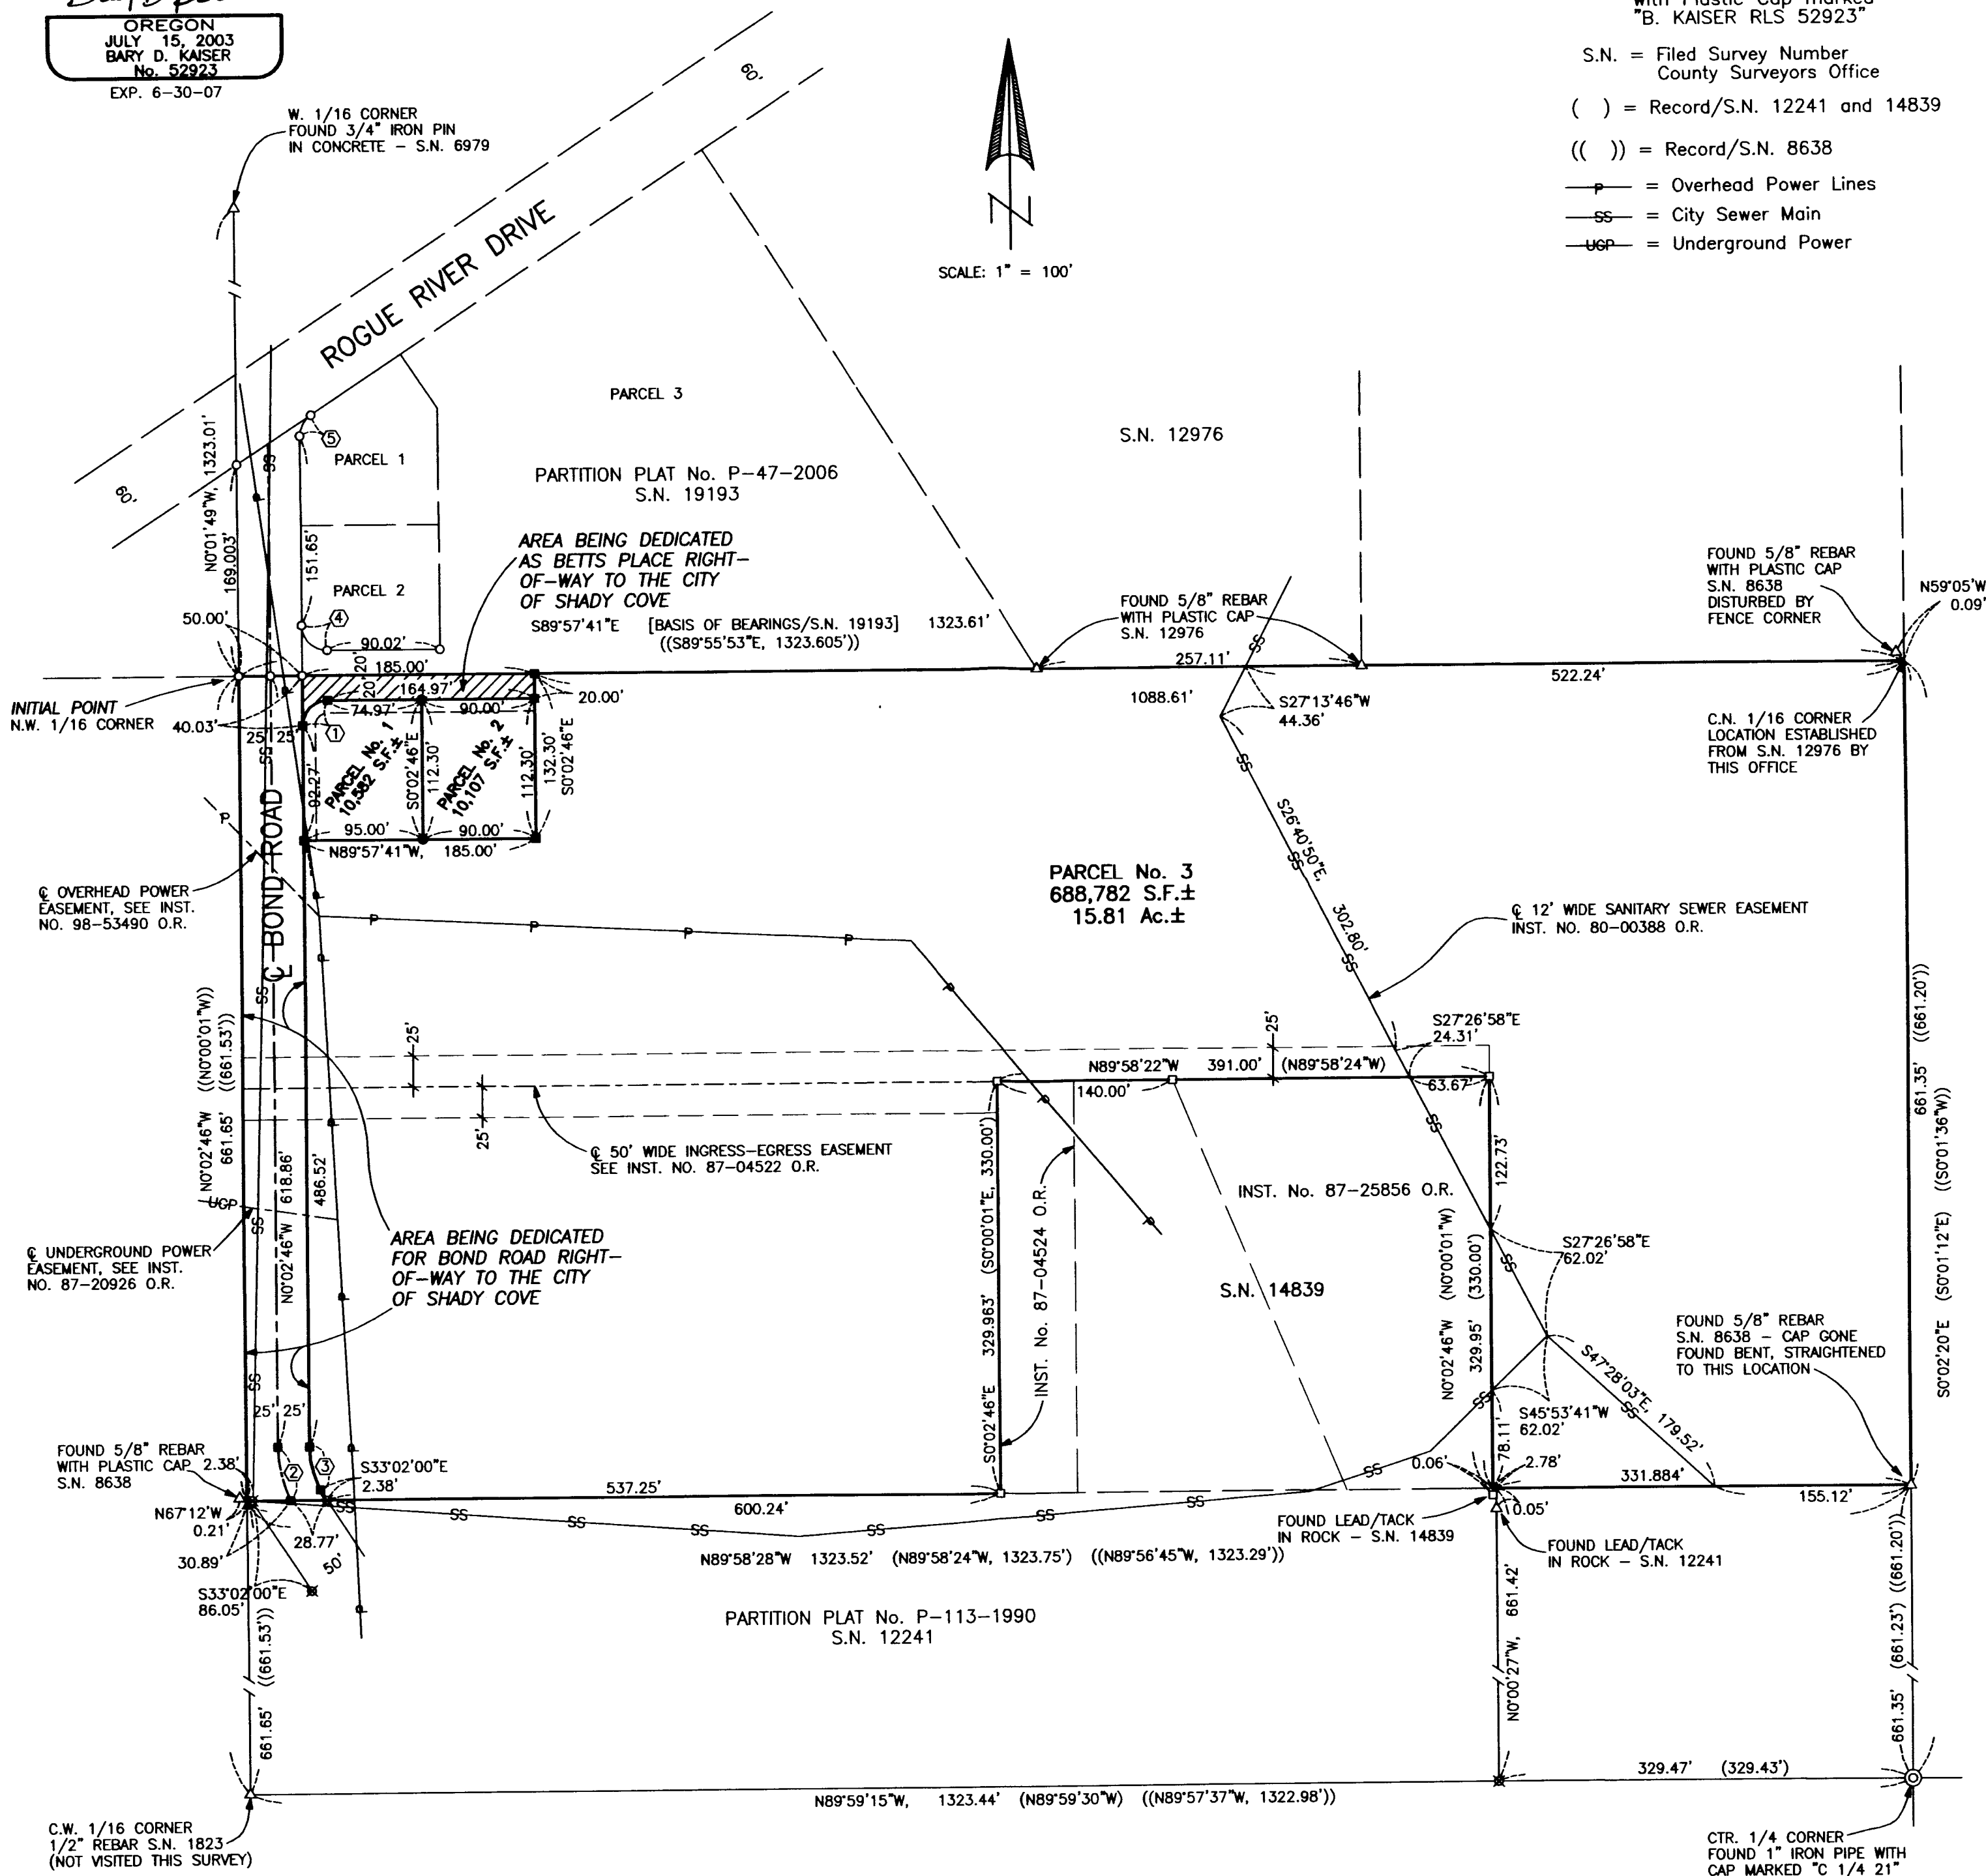 OREGON
JULY 15, 2003
BARY D. KAISER
No. 52923
EXP. 6-30-07
with Plastic Cap marked
"B. KAISER RLS 52923"
S.N. = Filed Survey Number
County Surveyors Office
( ) = Record/S.N. 12241 and 14839
(( )) = Record/S.N. 8638
P = Overhead Power Lines
SS = City Sewer Main
UGP = Underground Power
W. 1/16 CORNER
FOUND 3/4" IRON PIN
IN CONCRETE - S.N. 6979
60'
ROGUE RIVER DRIVE
60'
SCALE: 1" = 100'
N
N0°01'49"W, 1323.01'
169.003'
151.65'
5
PARCEL 1
PARCEL 2
4
90.02'
PARCEL 3
PARTITION PLAT No. P-47-2006
S.N. 19193
S.N. 12976
AREA BEING DEDICATED
AS BETTS PLACE RIGHT-
OF-WAY TO THE CITY
OF SHADY COVE
S89°57'41"E [BASIS OF BEARINGS/S.N. 19193] 1323.61'
((S89°55'53"E, 1323.605'))
FOUND 5/8" REBAR
WITH PLASTIC CAP
S.N. 12976
FOUND 5/8" REBAR
WITH PLASTIC CAP
S.N. 8638
DISTURBED BY
FENCE CORNER
N59°05'W
0.09'
257.11'
522.24'
1088.61'
S27°13'46"W
44.36'
C.N. 1/16 CORNER
LOCATION ESTABLISHED
FROM S.N. 12976 BY
THIS OFFICE
50.00'
INITIAL POINT
N.W. 1/16 CORNER
40.03'
25' 25'
185.00'
20'
20'
164.97'
20.00'
74.97'
90.00'
1
92.27'
PARCEL No. 1
10,582 S.F.±
S0°02'46"E
112.30'
PARCEL No. 2
10,107 S.F.±
112.30'
132.30'
S0°02'46"E
95.00'
90.00'
N89°57'41"W, 185.00'
C̲L BOND ROAD
℄ OVERHEAD POWER
EASEMENT, SEE INST.
NO. 98-53490 O.R.
PARCEL No. 3
688,782 S.F.±
15.81 Ac.±
S26°40'50"E,
302.80'
℄ 12' WIDE SANITARY SEWER EASEMENT
INST. NO. 80-00388 O.R.
661.35' ((661.20'))
S0°02'20"E (S0°01'12"E) ((S0°01'36"W))
N0°02'46"W ((N0°00'01"W))
661.65' ((661.53'))
25'
25'
25'
S27°26'58"E
24.31'
N89°58'22"W 391.00' (N89°58'24"W)
140.00'
63.67'
℄ 50' WIDE INGRESS-EGRESS EASEMENT
SEE INST. NO. 87-04522 O.R.
N0°02'46"W 618.86'
486.52'
UGP
℄ UNDERGROUND POWER
EASEMENT, SEE INST.
NO. 87-20926 O.R.
AREA BEING DEDICATED
FOR BOND ROAD RIGHT-
OF-WAY TO THE CITY
OF SHADY COVE
S0°02'46"E 329.963' (S0°00'01"E, 330.00')
INST. No. 87-04524 O.R.
INST. No. 87-25856 O.R.
S.N. 14839
122.73'
N0°02'46"W (N0°00'01"W)
329.95' (330.00')
S27°26'58"E
62.02'
S45°53'41"W
62.02'
S47°28'03"E, 179.52'
FOUND 5/8" REBAR
S.N. 8638 - CAP GONE
FOUND BENT, STRAIGHTENED
TO THIS LOCATION
78.11'
25' 25'
FOUND 5/8" REBAR
WITH PLASTIC CAP
S.N. 8638
2.38'
2
3
S33°02'00"E
2.38'
N67°12'W
0.21'
30.89'
28.77'
50'
S33°02'00"E
86.05'
537.25'
600.24'
0.06'
2.78'
331.884'
155.12'
0.05'
FOUND LEAD/TACK
IN ROCK - S.N. 14839
FOUND LEAD/TACK
IN ROCK - S.N. 12241
N89°58'28"W 1323.52' (N89°58'24"W, 1323.75') ((N89°56'45"W, 1323.29'))
PARTITION PLAT No. P-113-1990
S.N. 12241
661.65' ((661.53'))
N0°00'27"W, 661.42'
661.35' (661.23') ((661.20'))
329.47' (329.43')
N89°59'15"W, 1323.44' (N89°59'30"W) ((N89°57'37"W, 1322.98'))
C.W. 1/16 CORNER
1/2" REBAR S.N. 1823
(NOT VISITED THIS SURVEY)
CTR. 1/4 CORNER
FOUND 1" IRON PIPE WITH
CAP MARKED "C 1/4 21"